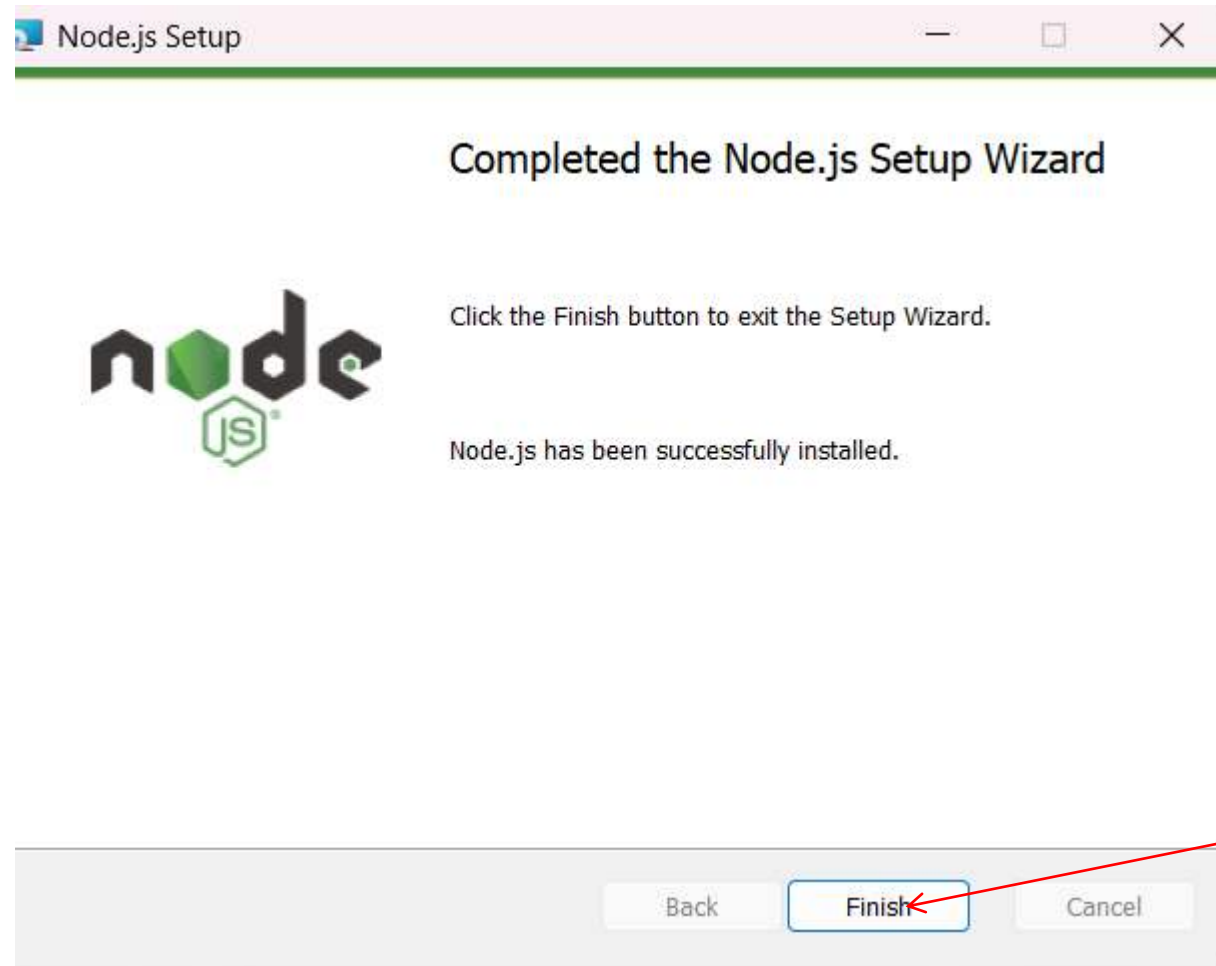 Node.js Setup
Completed the Node.js Setup Wizard
Click the Finish button to exit the Setup Wizard.
node
JS
Node.js has been successfully installed.
Back
Finish
Cancel